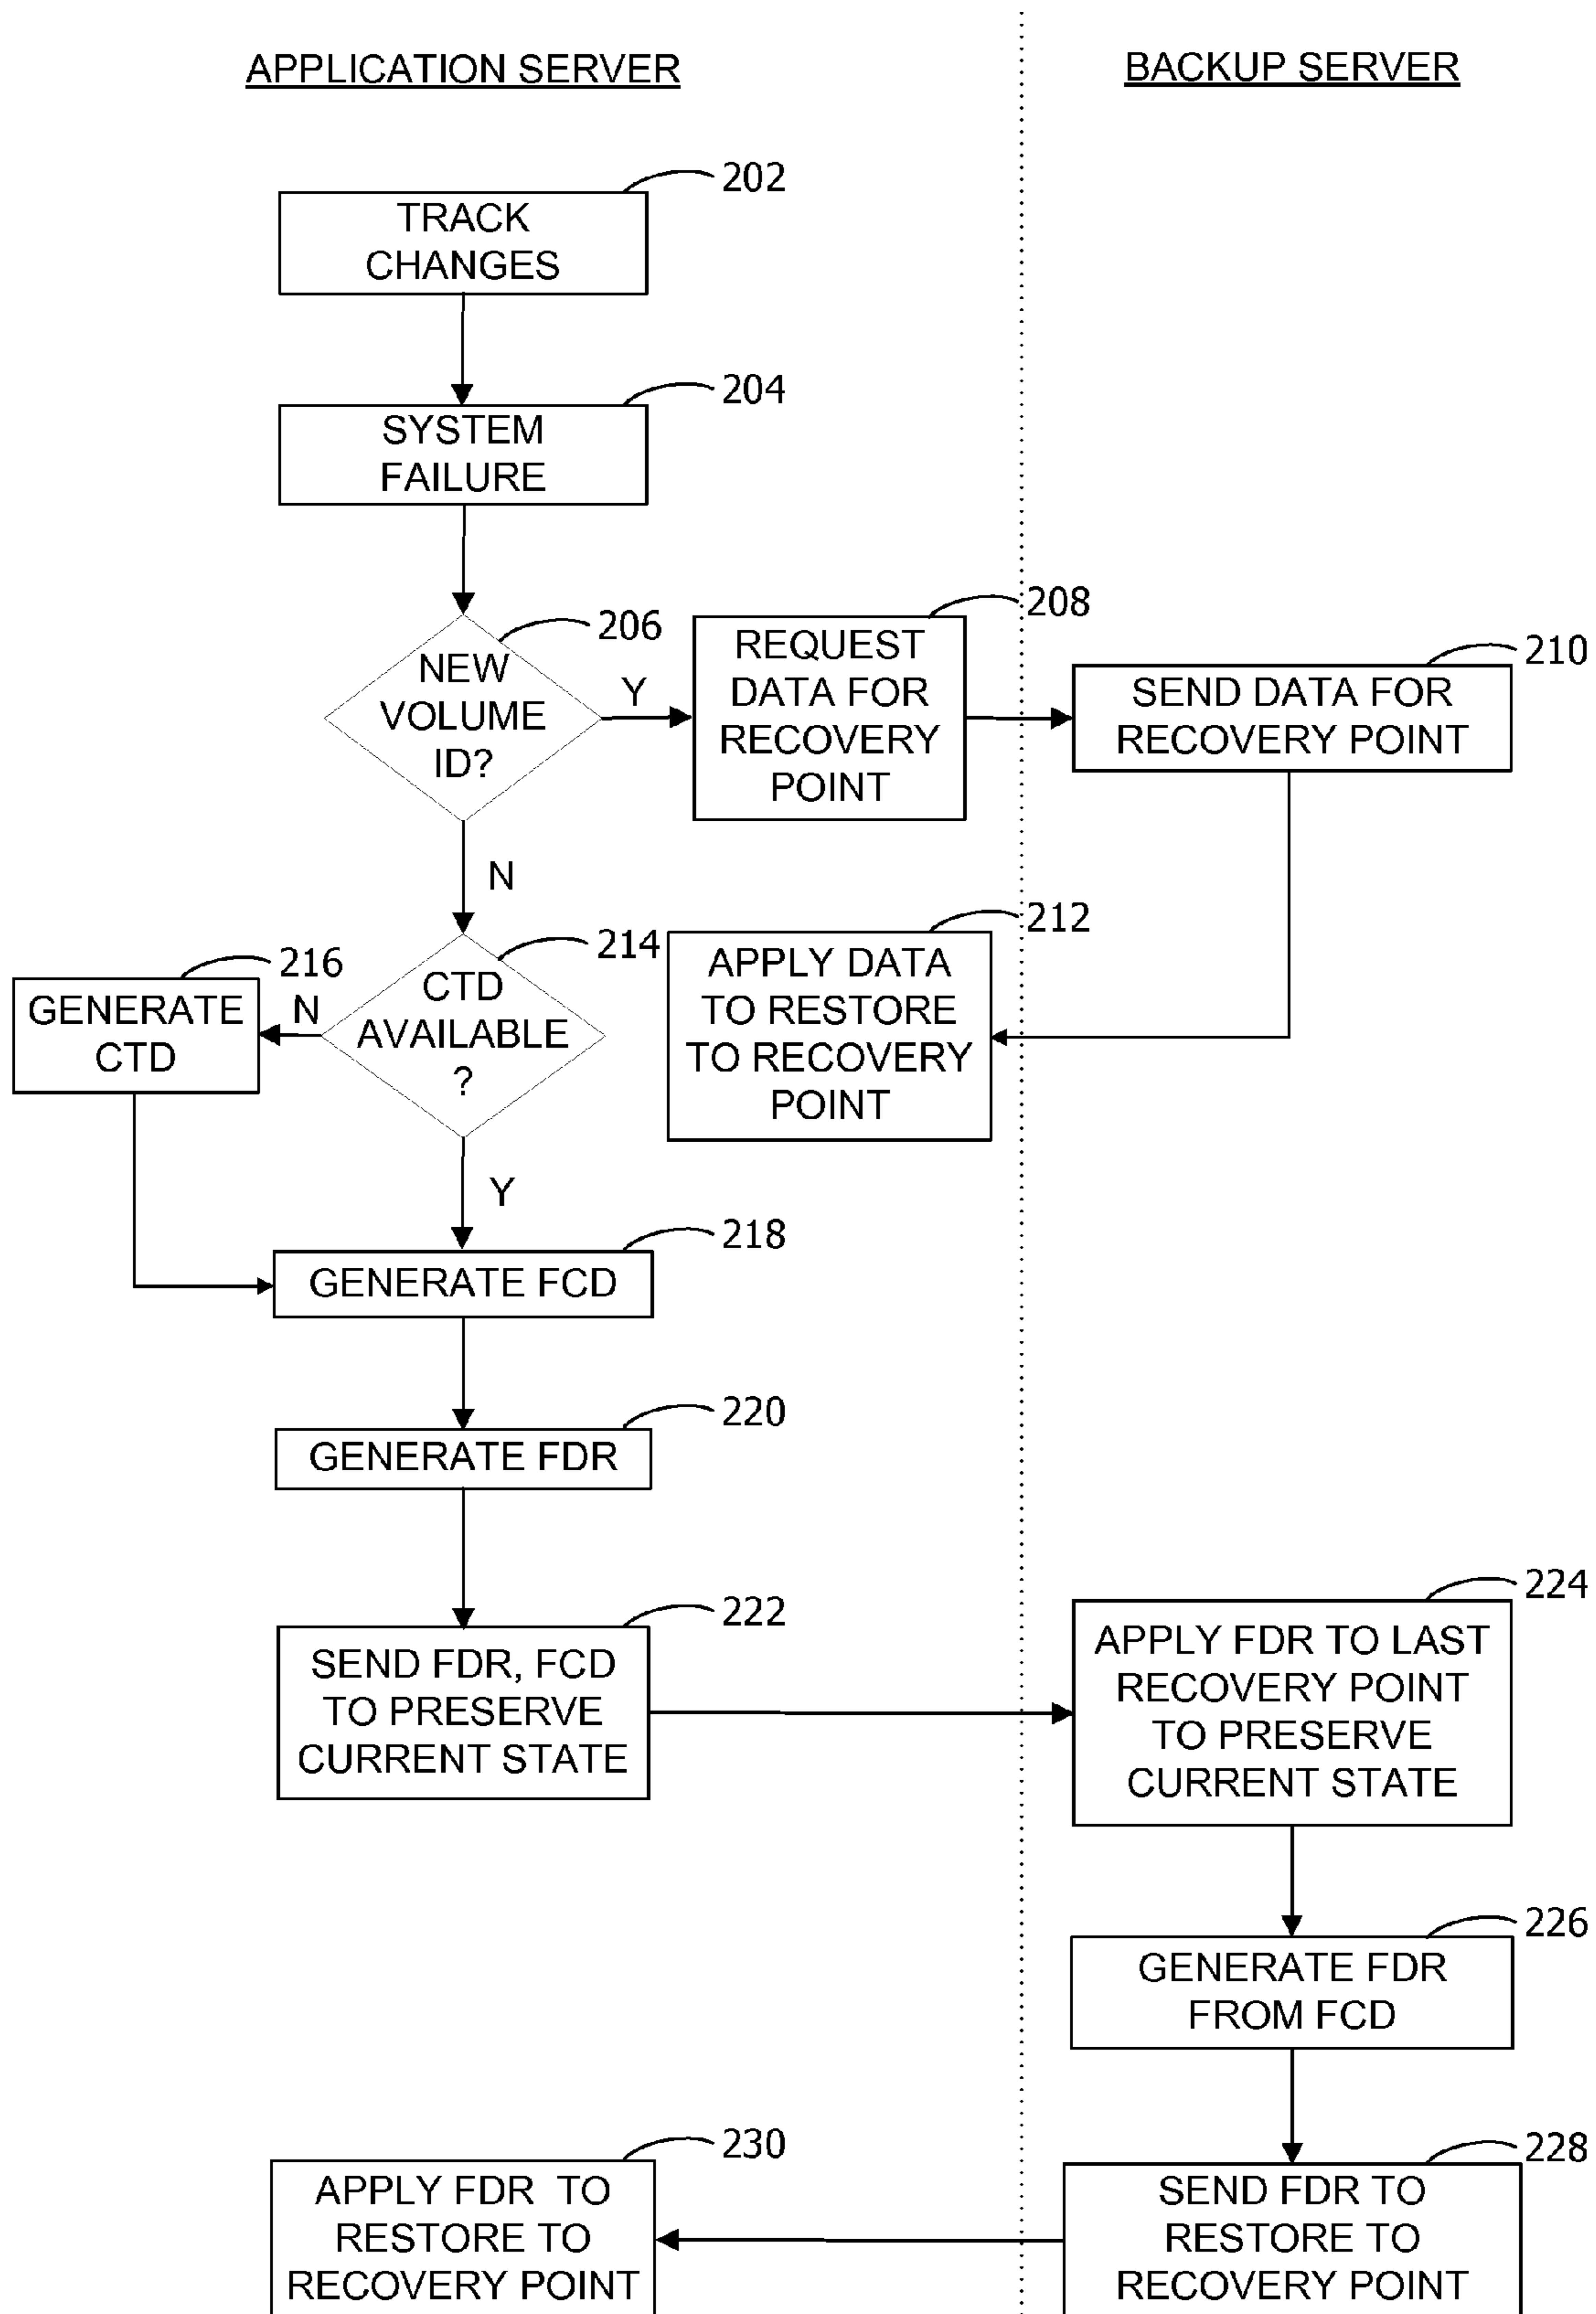 APPLICATION SERVER
BACKUP SERVER
202
TRACK
CHANGES
204
SYSTEM
FAILURE
206
NEW
VOLUME
ID?
Y
N
208
REQUEST
DATA FOR
RECOVERY
POINT
210
SEND DATA FOR
RECOVERY POINT
212
APPLY DATA
TO RESTORE
TO RECOVERY
POINT
214
CTD
AVAILABLE
?
N
Y
216
GENERATE
CTD
218
GENERATE FCD
220
GENERATE FDR
222
SEND FDR, FCD
TO PRESERVE
CURRENT STATE
224
APPLY FDR TO LAST
RECOVERY POINT
TO PRESERVE
CURRENT STATE
226
GENERATE FDR
FROM FCD
228
SEND FDR TO
RESTORE TO
RECOVERY POINT
230
APPLY FDR TO
RESTORE TO
RECOVERY POINT